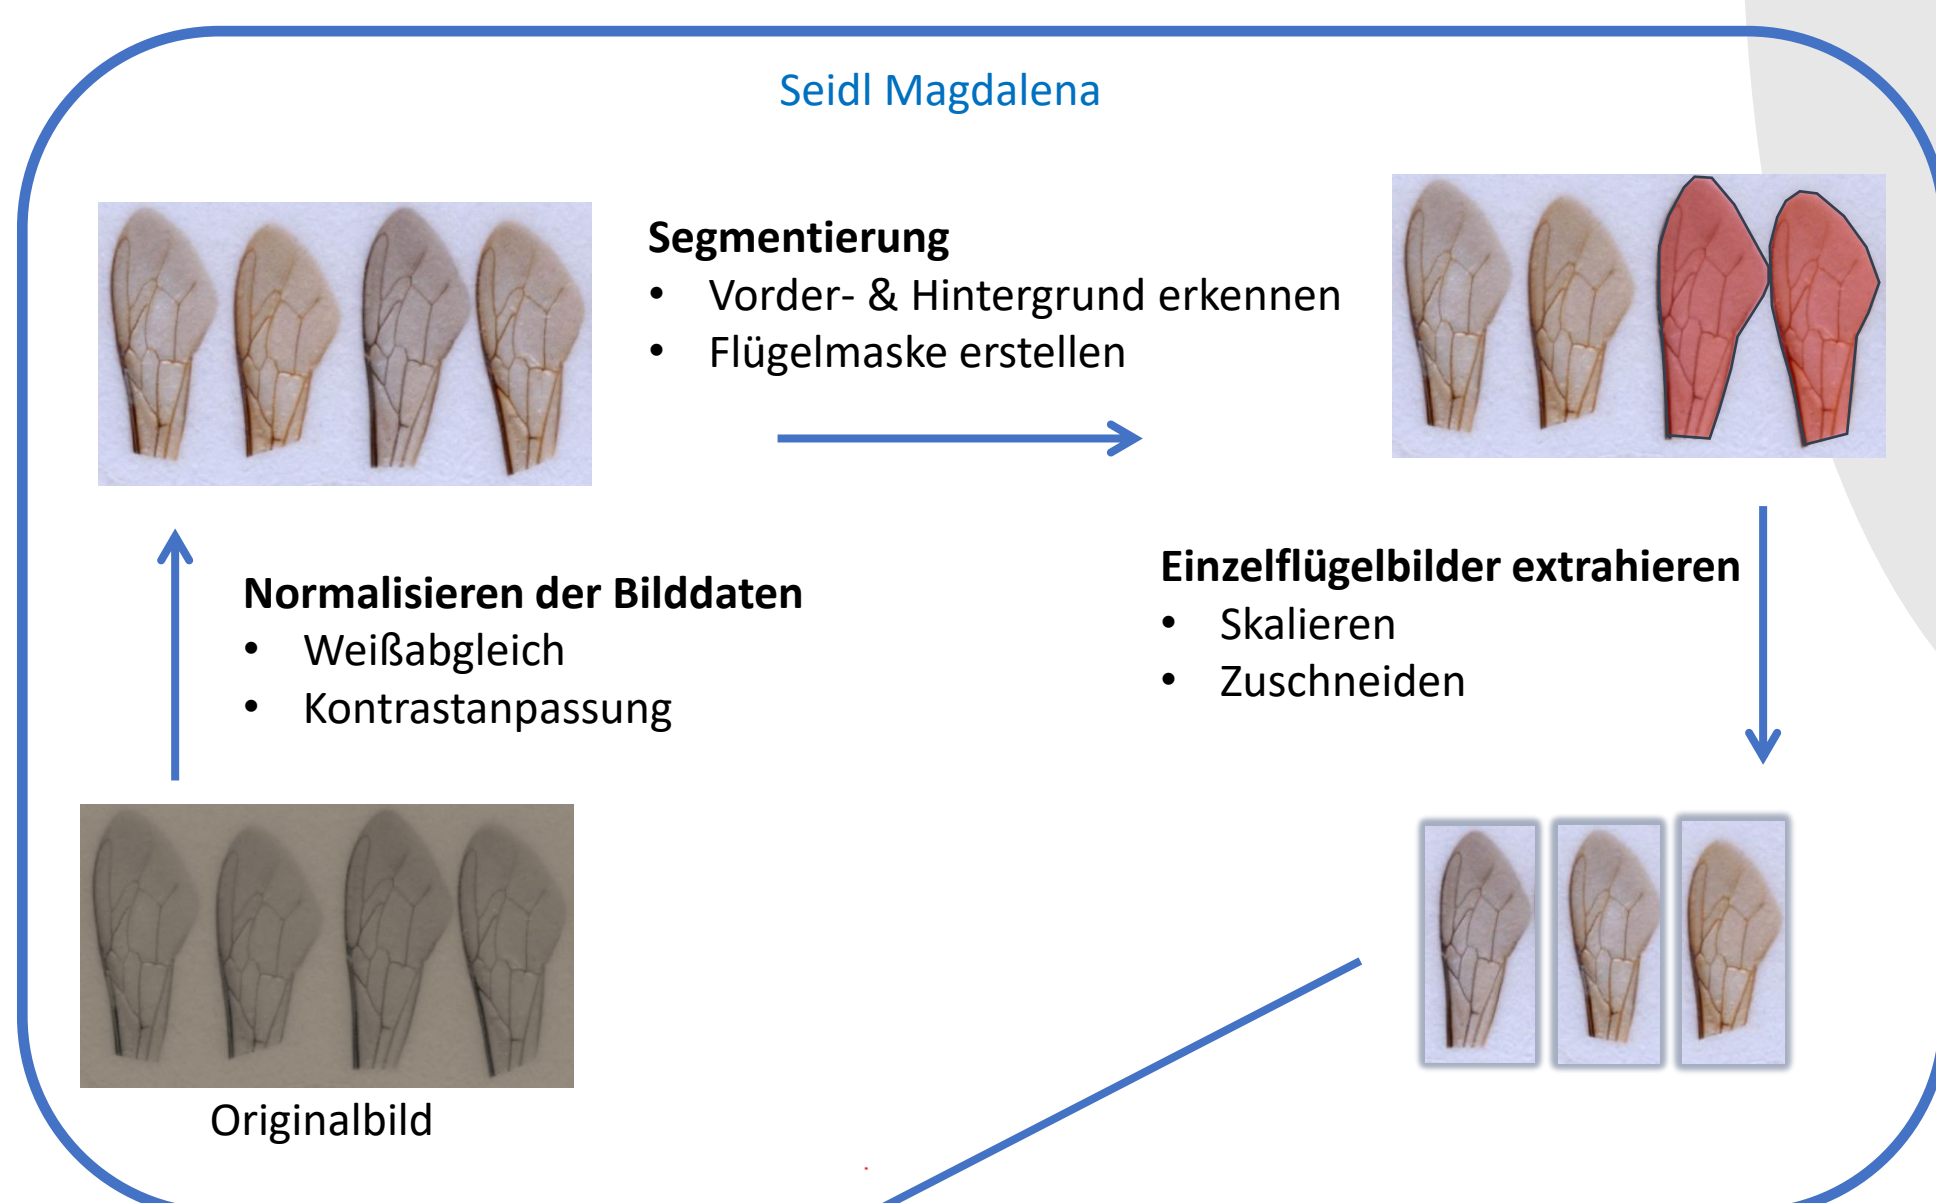 Seidl Magdalena
Segmentierung
• Vorder- & Hintergrund erkennen
• Flügelmaske erstellen
Normalisieren der Bilddaten
• Weißabgleich
• Kontrastanpassung
Einzelflügelbilder extrahieren
• Skalieren
• Zuschneiden
Originalbild